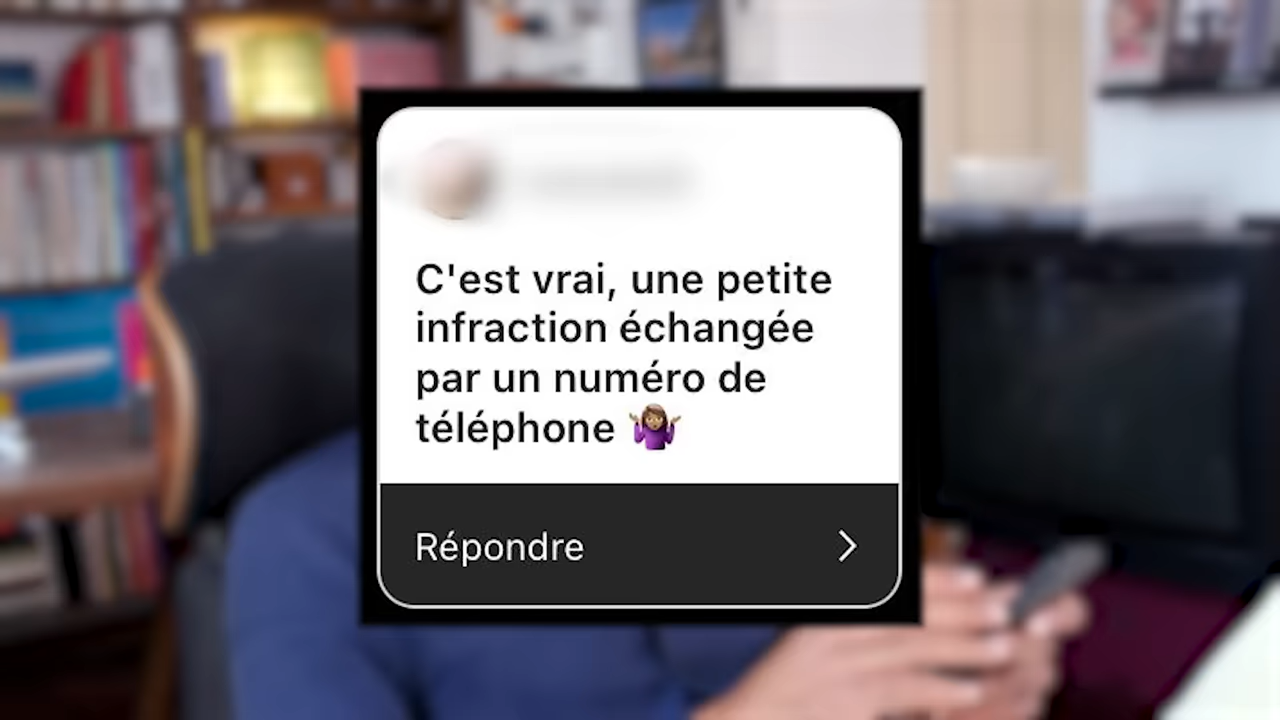 C'est vrai, une petite
infraction échangée
par un numéro de
téléphone 🤷🏽‍♀️
Répondre